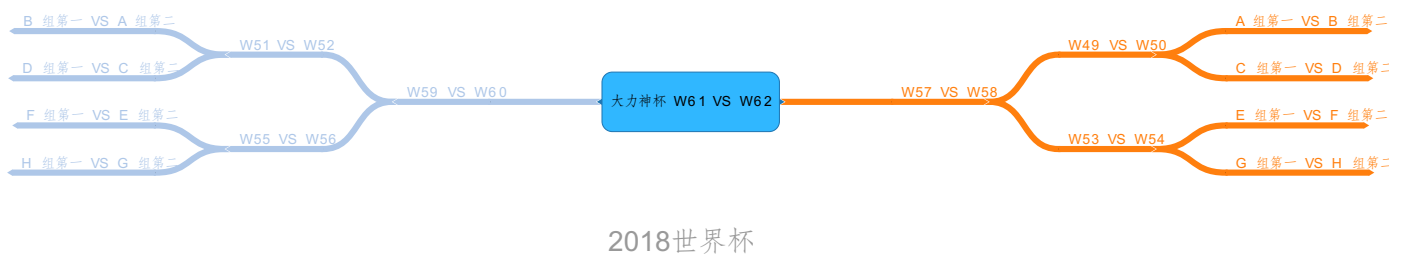 B 组第一 VS A 组第二
D 组第一 VS C 组第二
W51 VS W52
F 组第一 VS E 组第二
H 组第一 VS G 组第二
W55 VS W56
W59 VS W60
大力神杯 W61 VS W62
W57 VS W58
W49 VS W50
A 组第一 VS B 组第二
C 组第一 VS D 组第二
W53 VS W54
E 组第一 VS F 组第二
G 组第一 VS H 组第二
2018世界杯